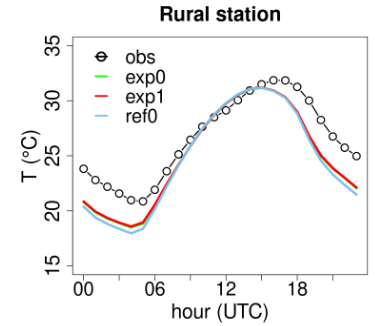 Rural station
35
30
25
20
15
T (°C)
obs
exp0
exp1
ref0
00
06
12
18
hour (UTC)